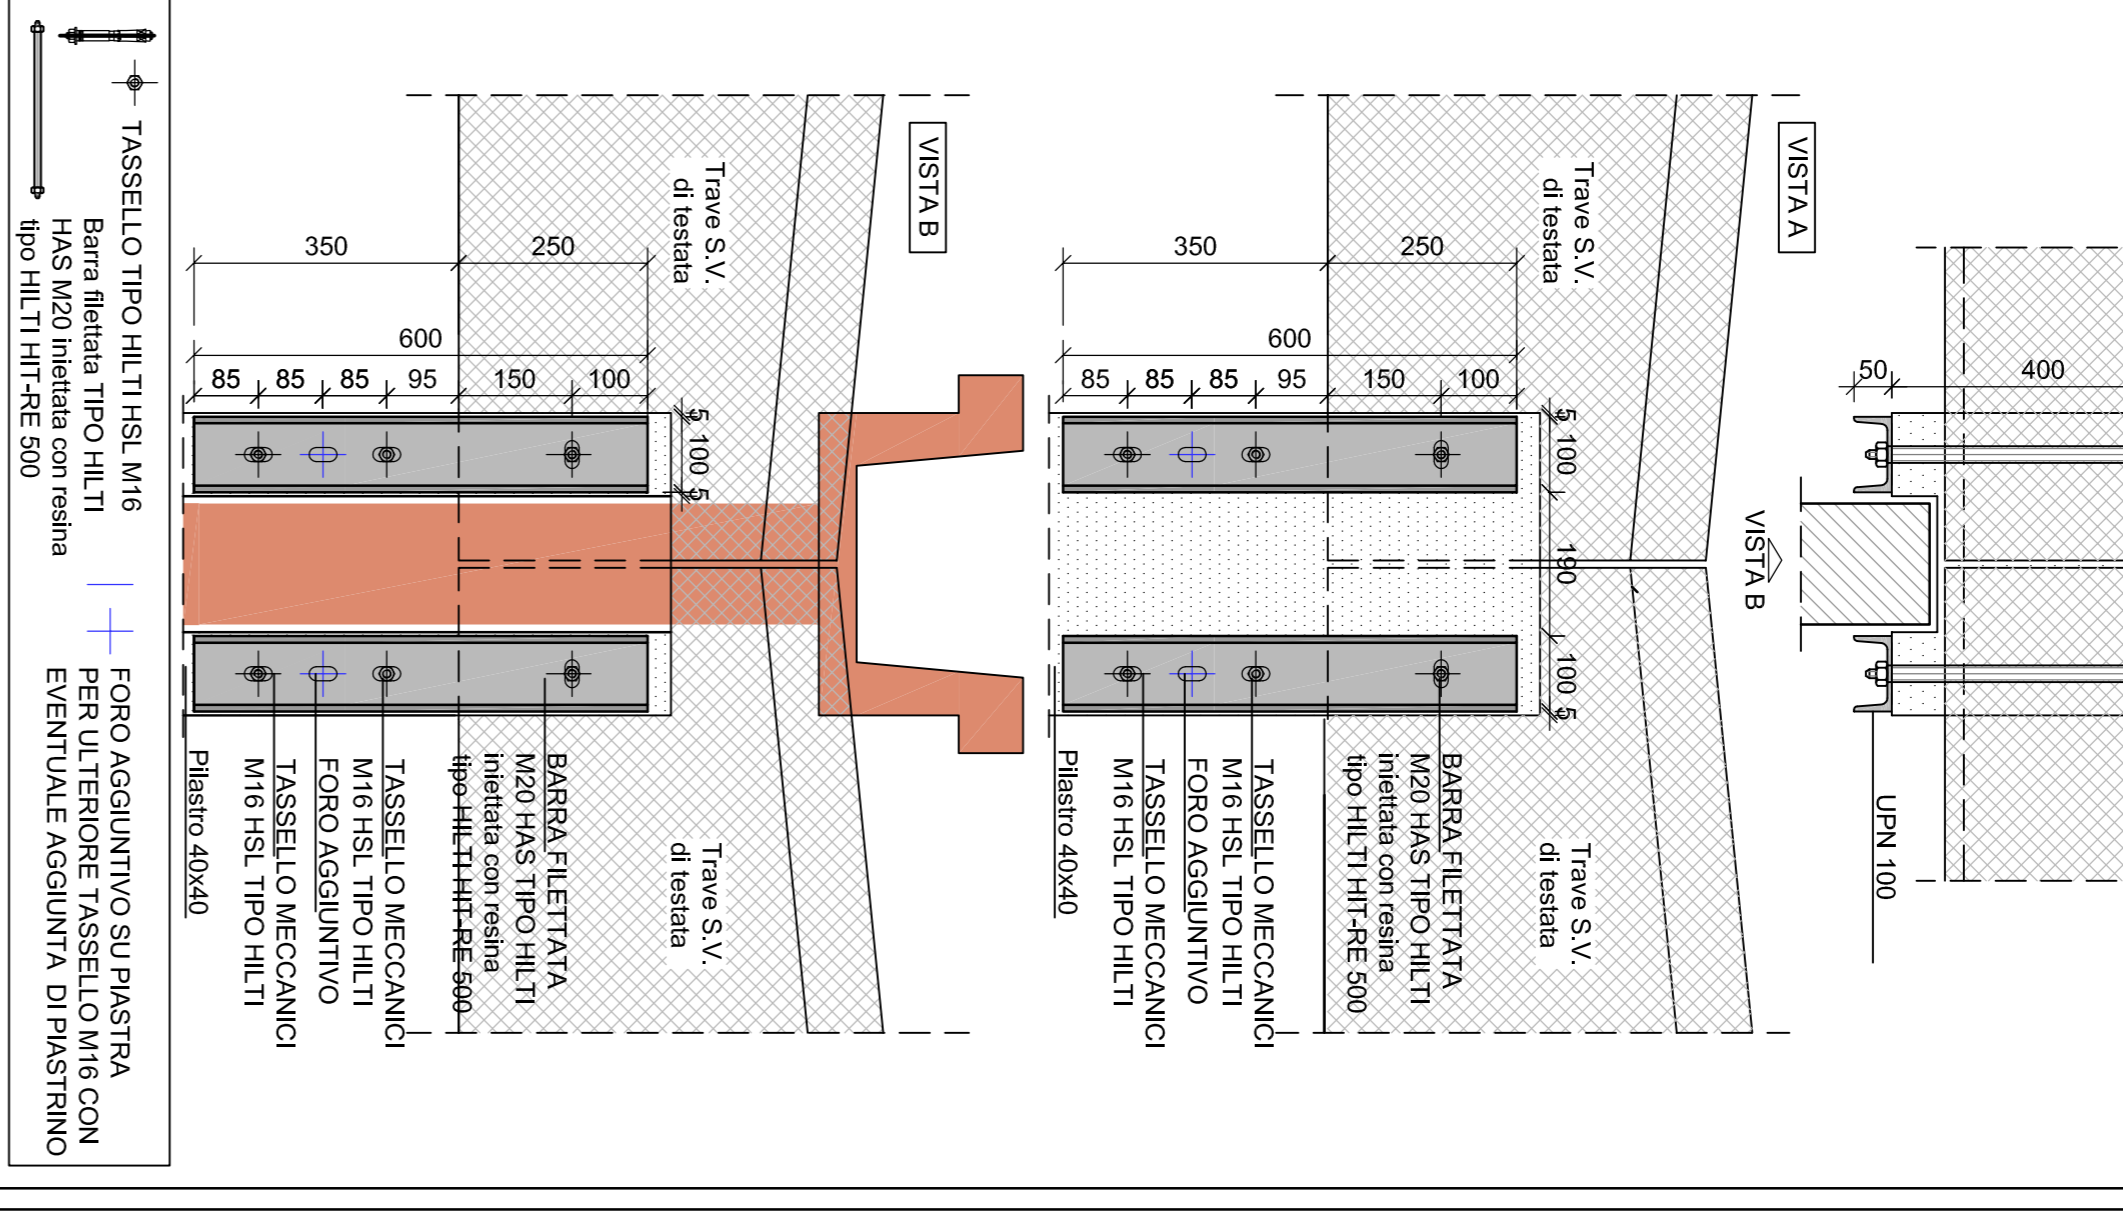 UPN 100
50
400
VISTA B
VISTA A
Trave S.V.
di testata
Trave S.V.
di testata
350
250
600
85
85
85
95
150
100
5
100
190
100
5
BARRA FILETTATA
M20 HAS TIPO HILTI
iniettata con resina
tipo HILTI HIT-RE 500
TASSELLO MECCANICI
M16 HSL TIPO HILTI
FORO AGGIUNTIVO
TASSELLO MECCANICI
M16 HSL TIPO HILTI
Pilastro 40x40
VISTA B
Trave S.V.
di testata
Trave S.V.
di testata
350
250
600
85
85
85
95
150
100
5
100
5
BARRA FILETTATA
M20 HAS TIPO HILTI
iniettata con resina
tipo HILTI HIT-RE 500
TASSELLO MECCANICI
M16 HSL TIPO HILTI
FORO AGGIUNTIVO
TASSELLO MECCANICI
M16 HSL TIPO HILTI
Pilastro 40x40
TASSELLO TIPO HILTI HSL M16
Barra filettata TIPO HILTI
HAS M20 iniettata con resina
tipo HILTI HIT-RE 500
FORO AGGIUNTIVO SU PIASTRA
PER ULTERIORE TASSELLO M16 CON
EVENTUALE AGGIUNTA DI PIASTRINO